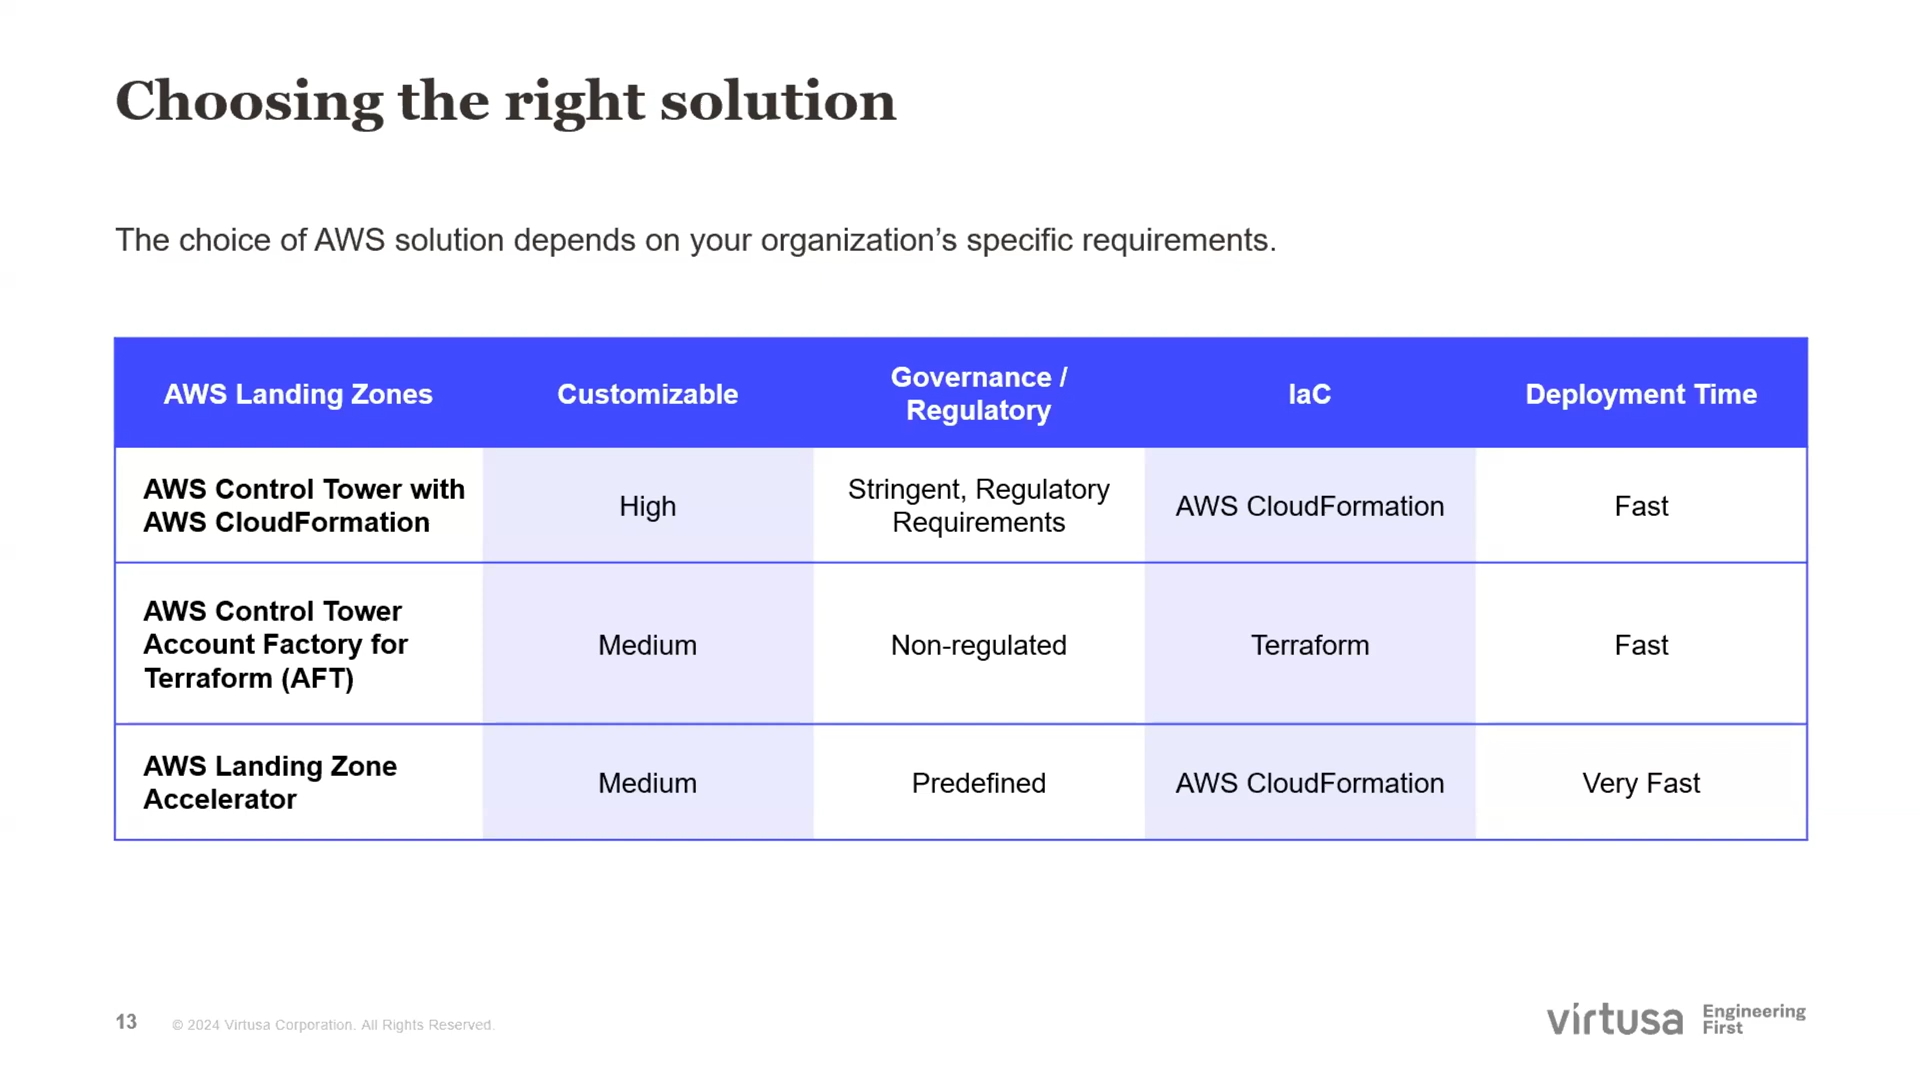 Choosing the right solution
The choice of AWS solution depends on your organization’s specific requirements.
AWS Landing Zones
Customizable
Governance /
Regulatory
IaC
Deployment Time
AWS Control Tower with
AWS CloudFormation
High
Stringent, Regulatory
Requirements
AWS CloudFormation
Fast
AWS Control Tower
Account Factory for
Terraform (AFT)
Medium
Non-regulated
Terraform
Fast
AWS Landing Zone
Accelerator
Medium
Predefined
AWS CloudFormation
Very Fast
13
© 2024 Virtusa Corporation. All Rights Reserved.
virtusa
Engineering
First